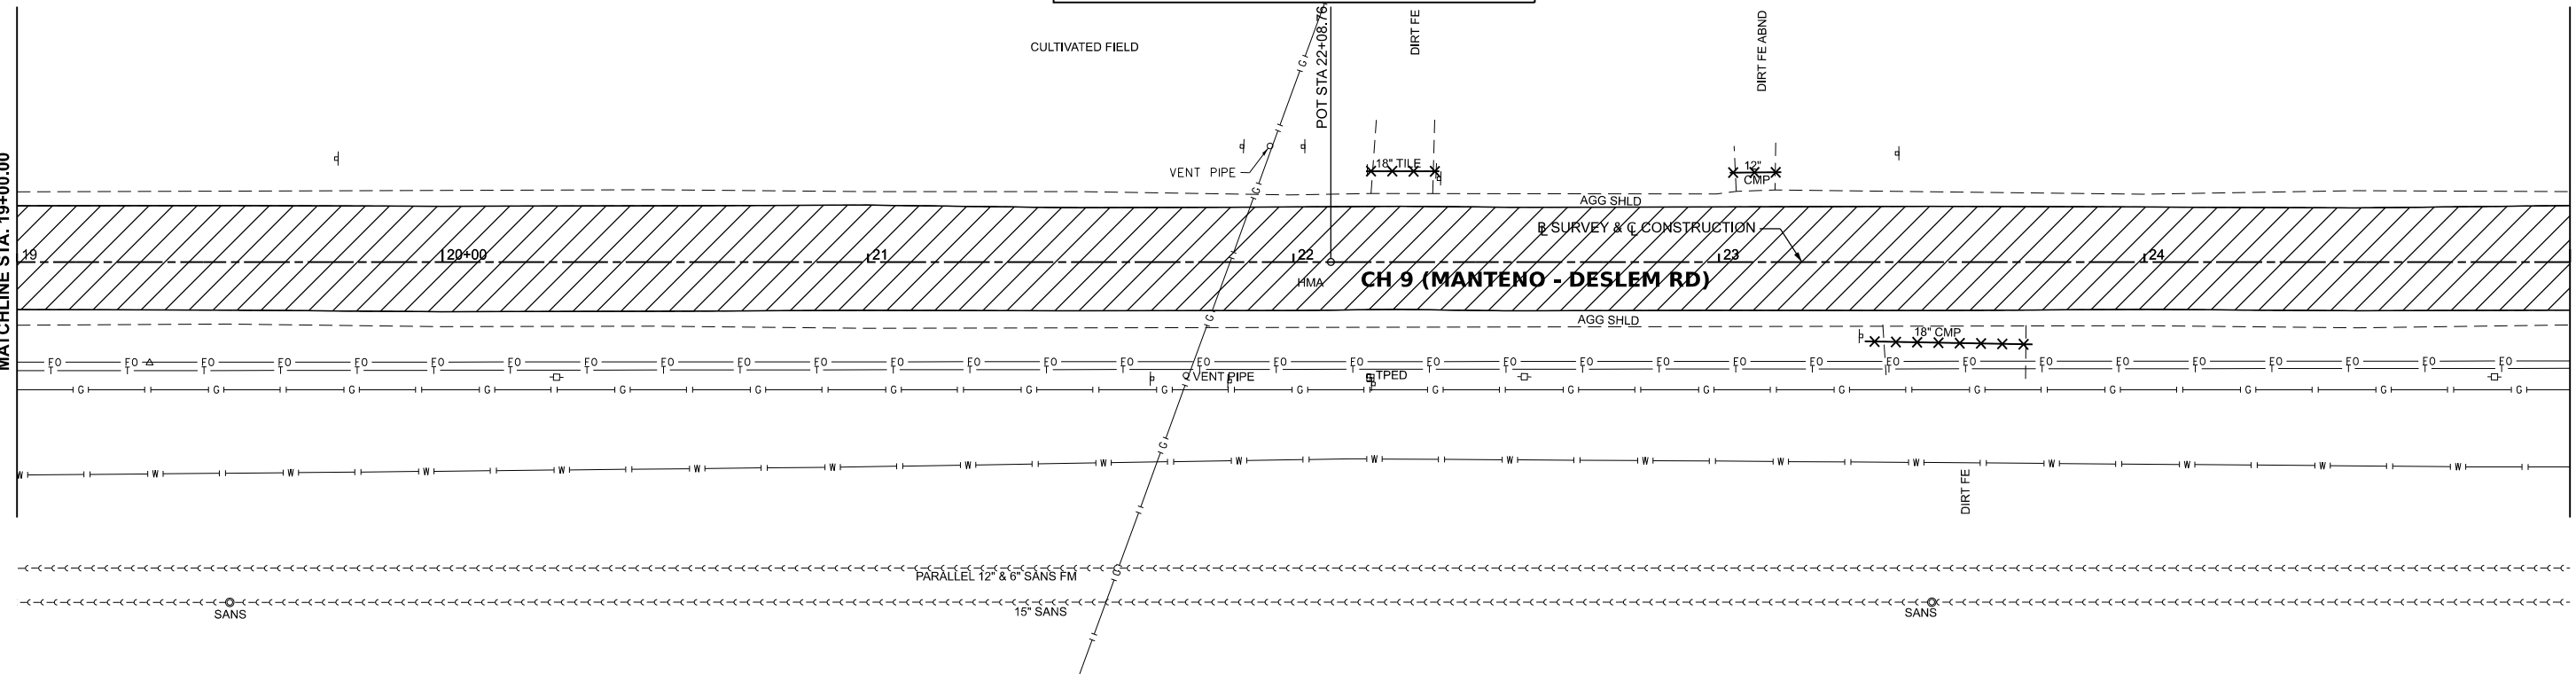 CULTIVATED FIELD
POT STA 22+08.76,
DIRT FE
DIRT FE ABND
VENT PIPE
18" TILE
12"
CMP
MATCHLINE STA. 19+00.00
AGG SHLD
℄ SURVEY & ℄ CONSTRUCTION
19
20+00
21
22
23
24
HMA
CH 9 (MANTENO - DESLEM RD)
AGG SHLD
18" CMP
VENT PIPE
TPED
DIRT FE
PARALLEL 12" & 6" SANS FM
15" SANS
SANS
SANS